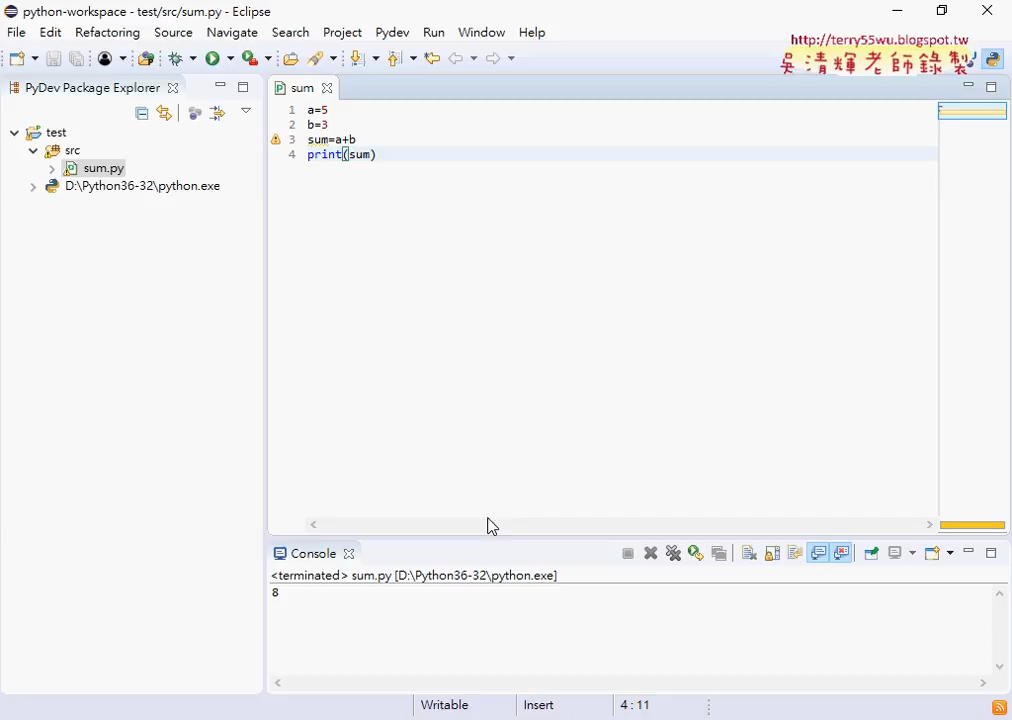 python-workspace - test/src/sum.py - Eclipse
File Edit Refactoring Source Navigate Search Project Pydev Run Window Help
http://terry55wu.blogspot.tw
吳清輝老師錄製
PyDev Package Explorer
sum
test
src
sum.py
D:\Python36-32\python.exe
1 a=5
2 b=3
3 sum=a+b
4 print(sum)
Console
<terminated> sum.py [D:\Python36-32\python.exe]
8
Writable Insert 4 : 11